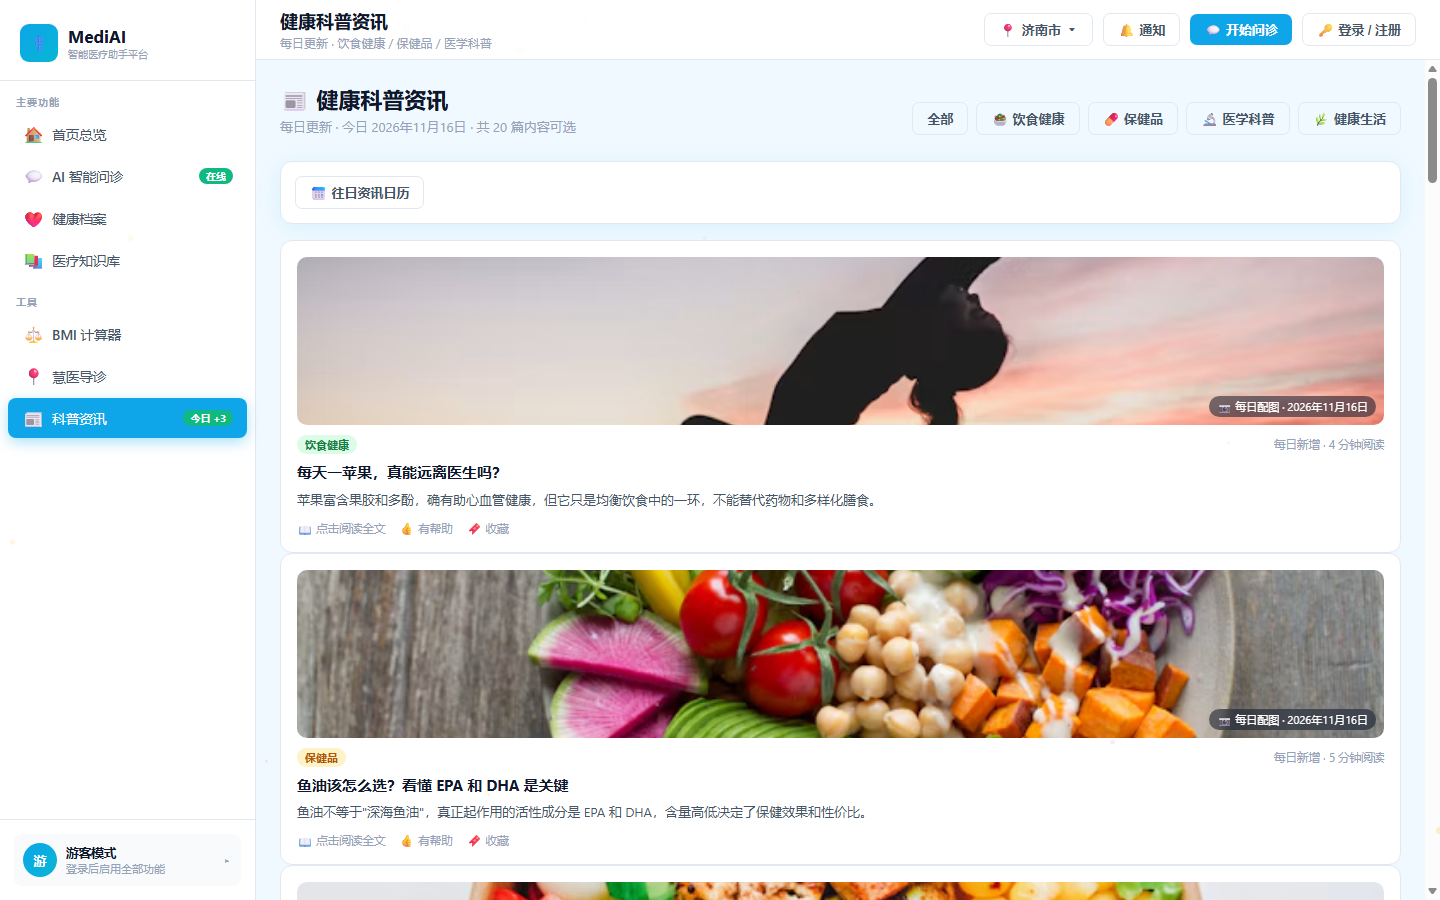 MediAI
智能医疗助手平台
主要功能
首页总览
AI 智能问诊
在线
健康档案
医疗知识库
工具
BMI 计算器
慧医导诊
科普资讯
今日 +3
游
游客模式
登录后启用全部功能
健康科普资讯
每日更新 · 饮食健康 / 保健品 / 医学科普
济南市
通知
开始问诊
登录 / 注册
健康科普资讯
每日更新 · 今日 2026年11月16日 · 共 20 篇内容可选
全部
饮食健康
保健品
医学科普
健康生活
往日资讯日历
每日配图 · 2026年11月16日
饮食健康
每日新增 · 4 分钟阅读
每天一苹果，真能远离医生吗？
苹果富含果胶和多酚，确有助心血管健康，但它只是均衡饮食中的一环，不能替代药物和多样化膳食。
点击阅读全文 有帮助 收藏
每日配图 · 2026年11月16日
保健品
每日新增 · 5 分钟阅读
鱼油该怎么选？看懂 EPA 和 DHA 是关键
鱼油不等于"深海鱼油"，真正起作用的活性成分是 EPA 和 DHA，含量高低决定了保健效果和性价比。
点击阅读全文 有帮助 收藏